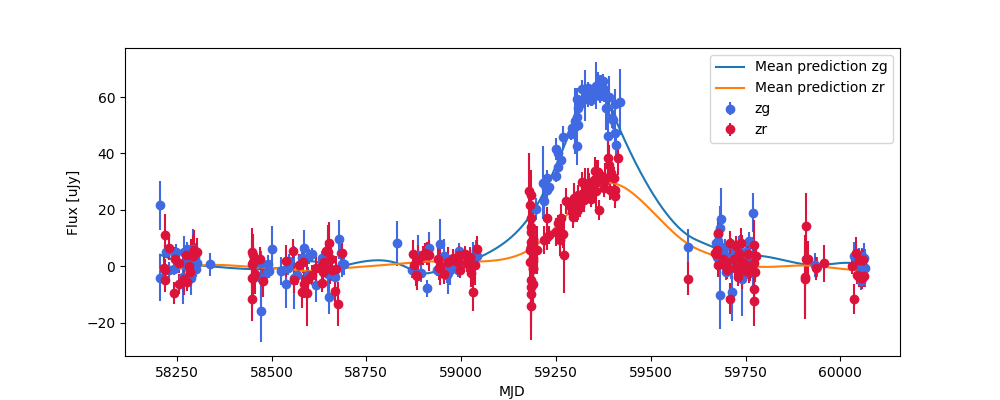 Mean prediction zg
Mean prediction zr
zg
zr
Flux [uJy]
60
40
20
0
−20
58250 58500 58750 59000 59250 59500 59750 60000
MJD